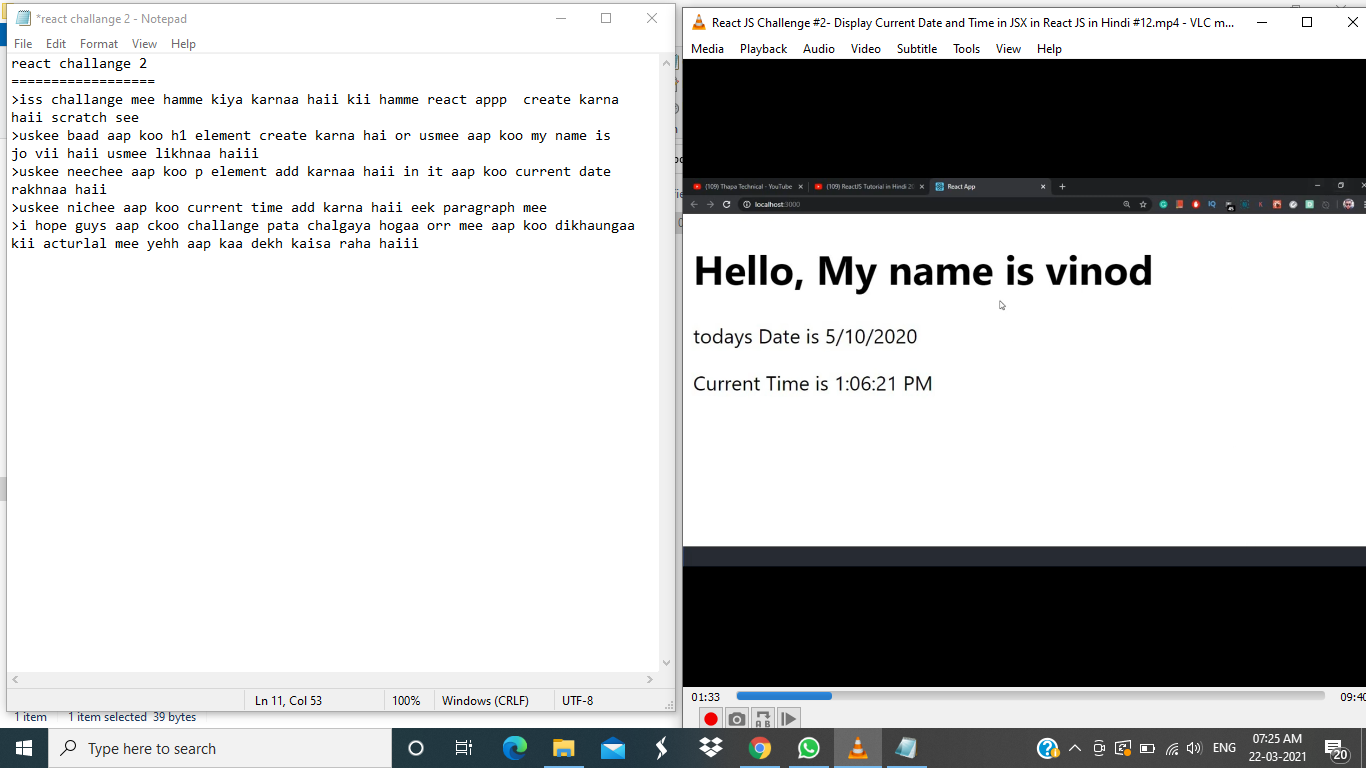 *react challange 2 - Notepad
File Edit Format View Help
react challange 2
==================
>iss challange mee hamme kiya karnaa haii kii hamme react appp  create karna
haii scratch see
>uskee baad aap koo h1 element create karna hai or usmee aap koo my name is
jo vii haii usmee likhnaa haiii
>uskee neechee aap koo p element add karnaa haii in it aap koo current date
rakhnaa haii
>uskee nichee aap koo current time add karna haii eek paragraph mee
>i hope guys aap ckoo challange pata chalgaya hogaa orr mee aap koo dikhaungaa
kii acturlal mee yehh aap kaa dekh kaisa raha haiii
Ln 11, Col 53 100% Windows (CRLF) UTF-8
1 item 1 item selected 39 bytes
React JS Challenge #2- Display Current Date and Time in JSX in React JS in Hindi #12.mp4 - VLC m...
Media Playback Audio Video Subtitle Tools View Help
(109) Thapa Technical - YouTube (109) ReactJS Tutorial in Hindi React App
localhost:3000
Hello, My name is vinod
todays Date is 5/10/2020
Current Time is 1:06:21 PM
01:33 09:40
Type here to search
ENG 07:25 AM
22-03-2021
20